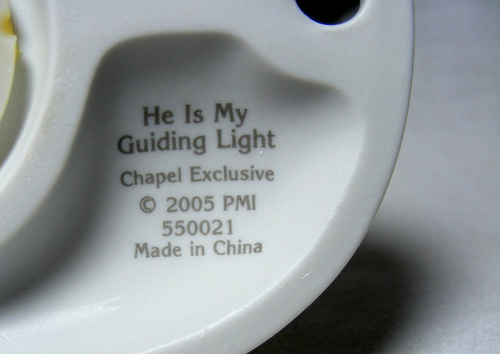 He Is My
Guiding Light
Chapel Exclusive
© 2005 PMI
550021
Made in China